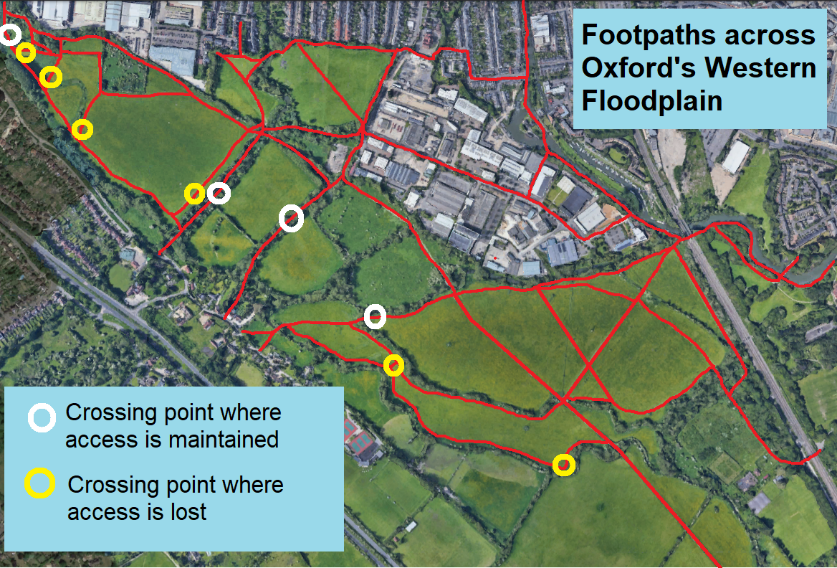 Footpaths across
Oxford's Western
Floodplain
Crossing point where
access is maintained
Crossing point where
access is lost